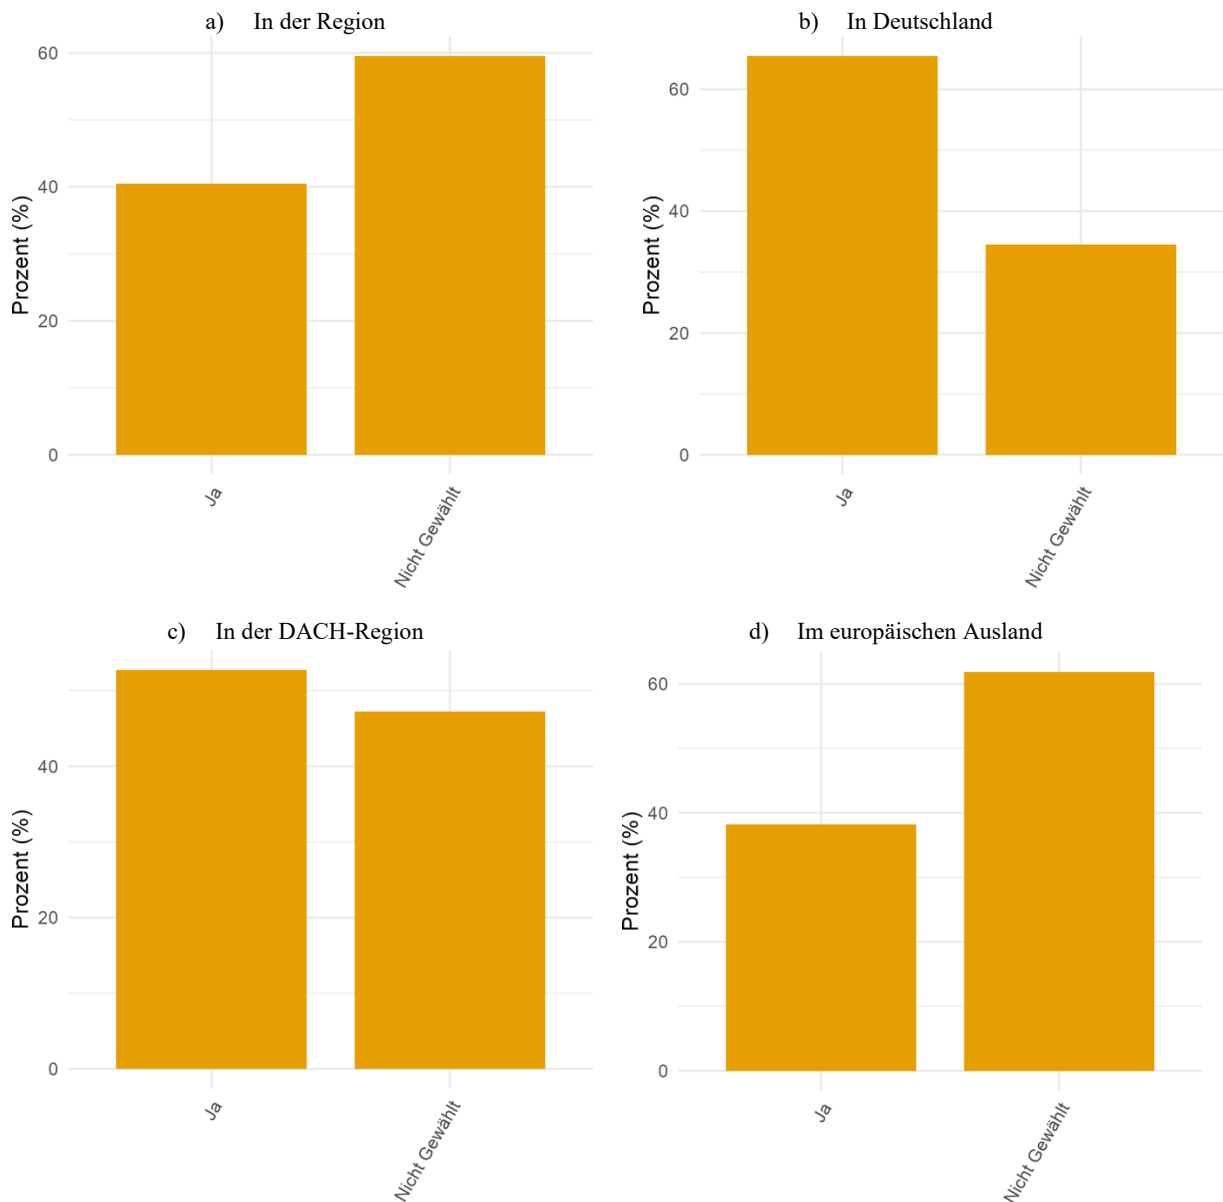 a) In der Region
60
40
20
0
Prozent (%)
Ja
Nicht Gewählt
b) In Deutschland
60
40
20
0
Prozent (%)
Ja
Nicht Gewählt
c) In der DACH-Region
40
20
0
Prozent (%)
Ja
Nicht Gewählt
d) Im europäischen Ausland
60
40
20
0
Prozent (%)
Ja
Nicht Gewählt